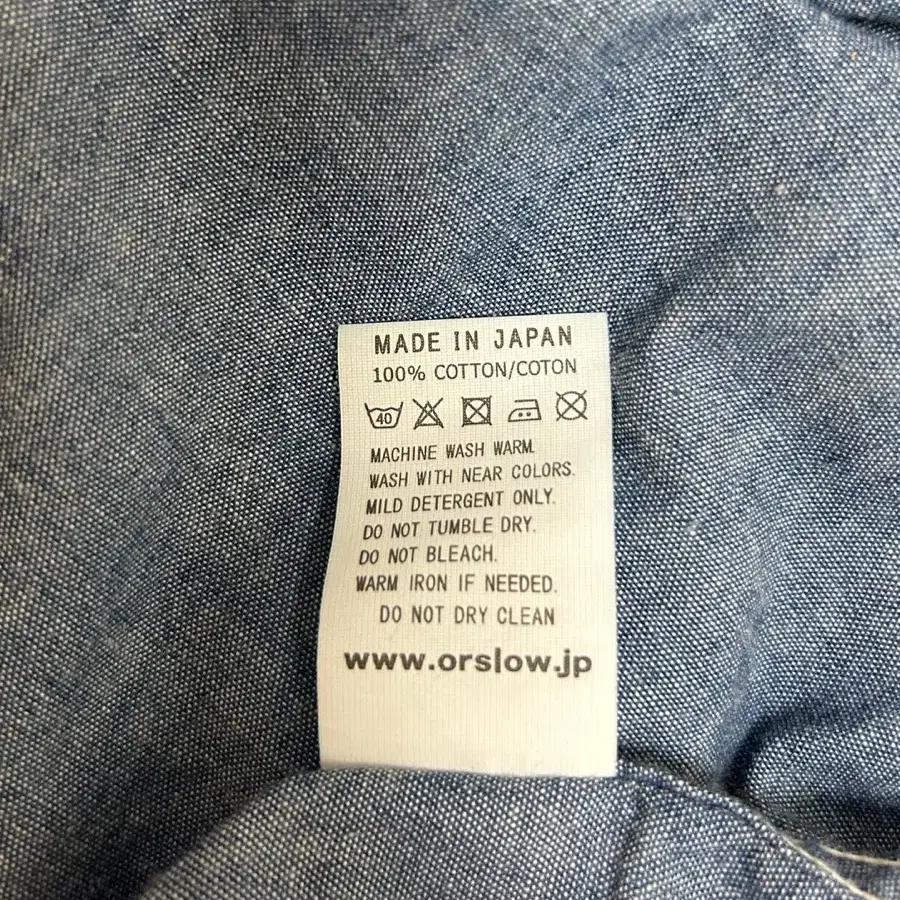 MADE IN JAPAN
100% COTTON/COTON
40
MACHINE WASH WARM.
WASH WITH NEAR COLORS.
MILD DETERGENT ONLY.
DO NOT TUMBLE DRY.
DO NOT BLEACH.
WARM IRON IF NEEDED.
DO NOT DRY CLEAN
www.orslow.jp